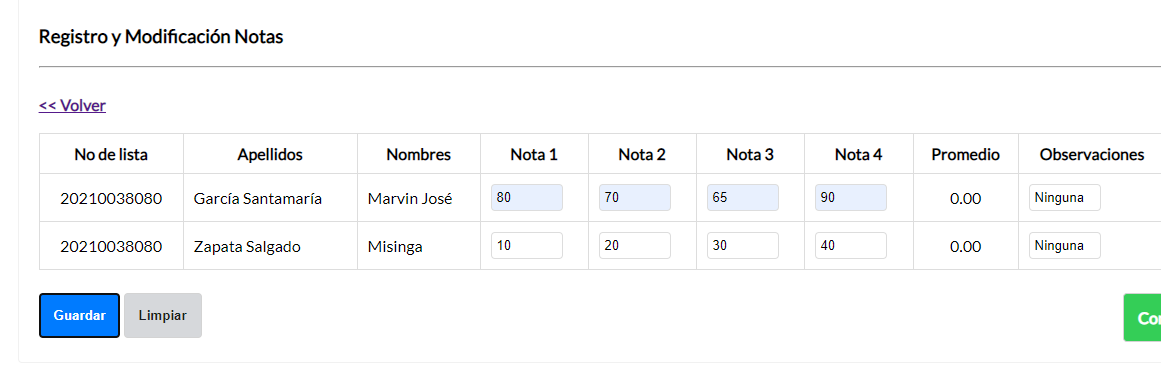 Registro y Modificación Notas
<< Volver
No de lista Apellidos Nombres Nota 1 Nota 2 Nota 3 Nota 4 Promedio Observaciones
20210038080 García Santamaría Marvin José 80 70 65 90 0.00 Ninguna
20210038080 Zapata Salgado Misinga 10 20 30 40 0.00 Ninguna
Guardar Limpiar